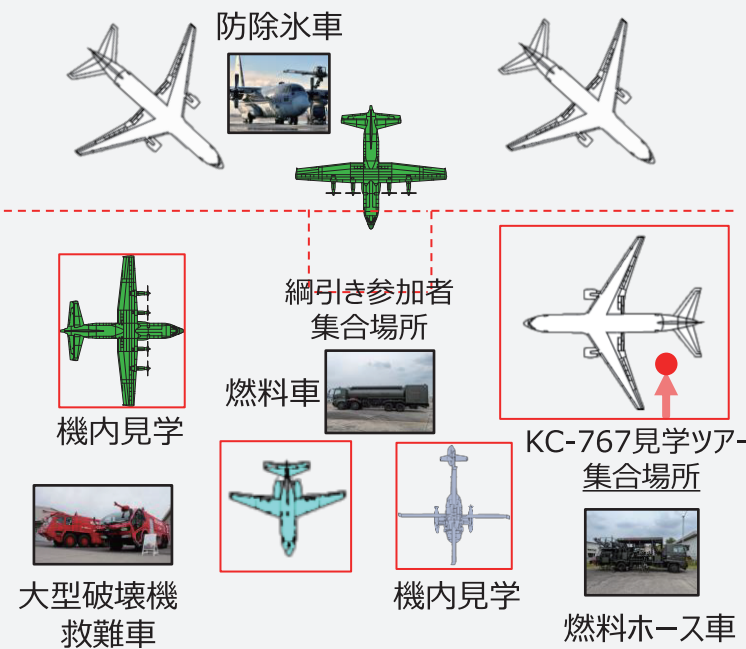 防除氷車
綱引き参加者
集合場所
燃料車
機内見学
KC-767見学ツアー
集合場所
大型破壊機
救難車
機内見学
燃料ホース車